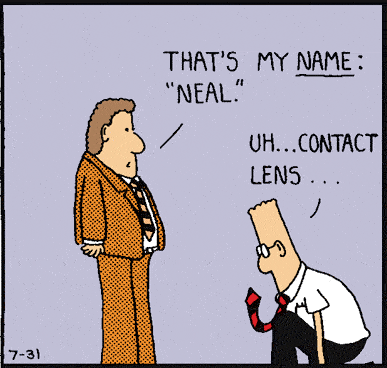 THAT'S MY NAME:
"NEAL."
UH...CONTACT
LENS...
7-31